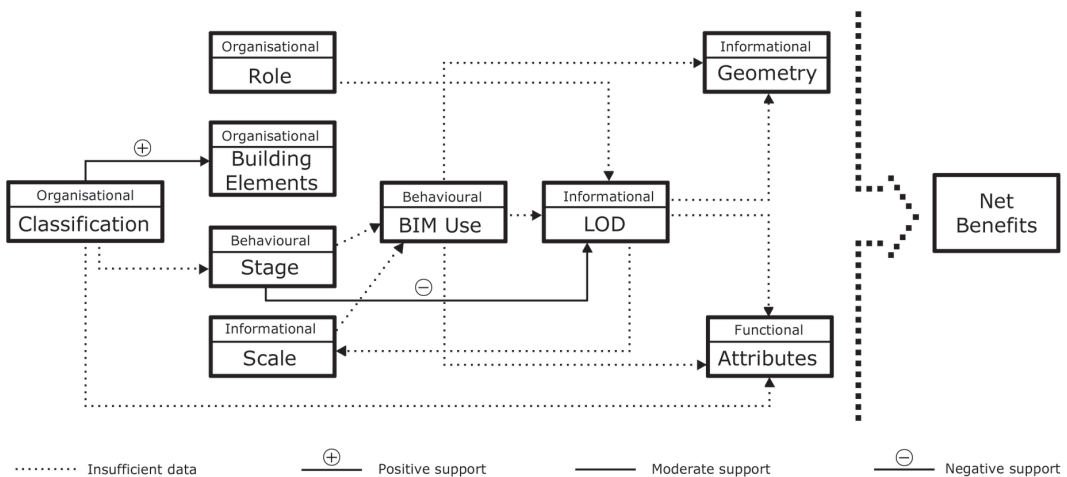 Organisational
Role
Informational
Geometry
Organisational
Building
Elements
Organisational
Classification
Behavioural
BIM Use
Informational
LOD
Net
Benefits
Behavioural
Stage
Informational
Scale
Functional
Attributes
Insufficient data
Positive support
Moderate support
Negative support